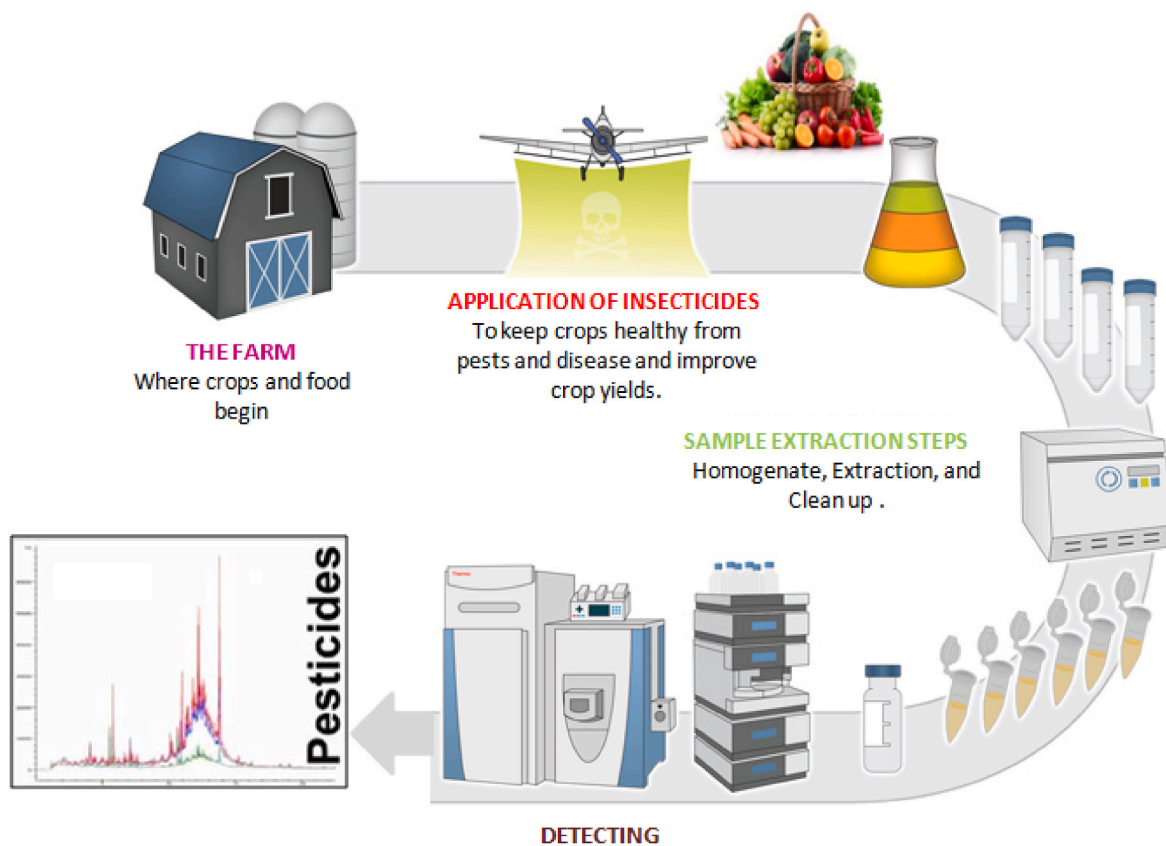 THE FARM
Where crops and food
begin
APPLICATION OF INSECTICIDES
To keep crops healthy from
pests and disease and improve
crop yields.
SAMPLE EXTRACTION STEPS
Homogenate, Extraction, and
Clean up .
Thermo
Pesticides
DETECTING